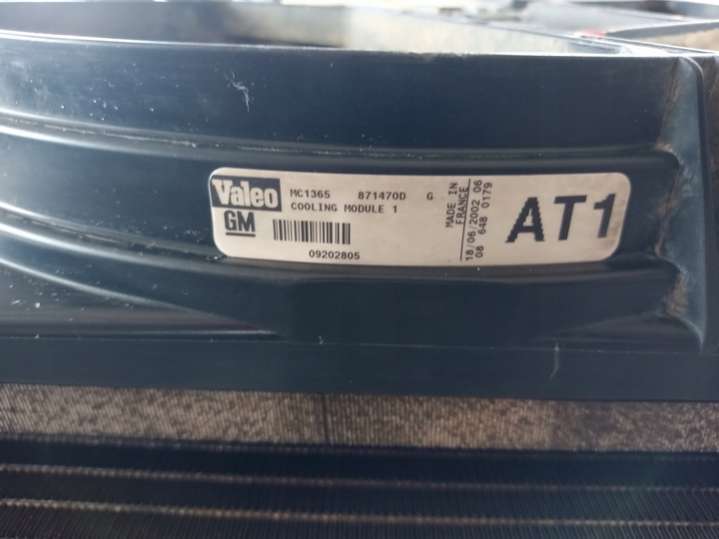 Valeo MC1365 871470D G
COOLING MODULE 1
GM
09202805
MADE IN
FRANCE
18/06/2002 06
08 648 0179
AT1